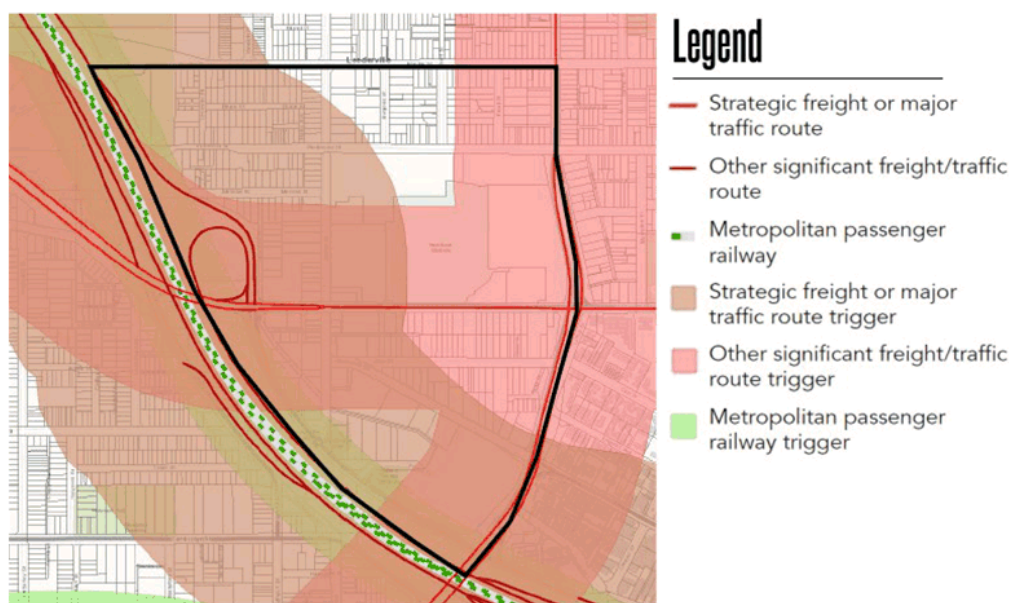 Leederville
Legend
Strategic freight or major
traffic route
Other significant freight/traffic
route
Metropolitan passenger
railway
Strategic freight or major
traffic route trigger
Other significant freight/traffic
route trigger
Metropolitan passenger
railway trigger